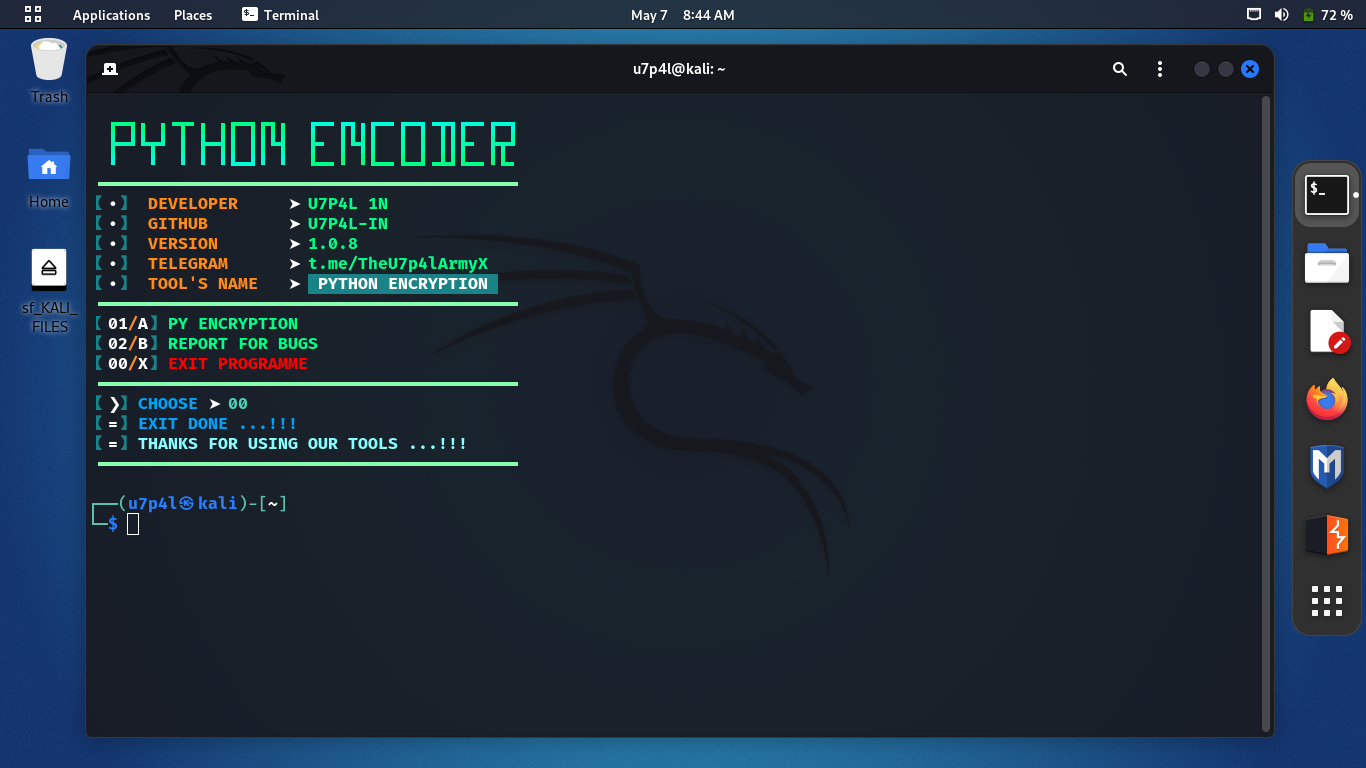 Applications Places Terminal May 7 8:44 AM 72 %
u7p4l@kali: ~
Trash
Home
sf_KALI_
FILES
PYTHON ENCODER
【 • 】 DEVELOPER ➤ U7P4L 1N
【 • 】 GITHUB ➤ U7P4L-IN
【 • 】 VERSION ➤ 1.0.8
【 • 】 TELEGRAM ➤ t.me/TheU7p4lArmyX
【 • 】 TOOL'S NAME ➤ PYTHON ENCRYPTION
【01/A】 PY ENCRYPTION
【02/B】 REPORT FOR BUGS
【00/X】 EXIT PROGRAMME
【 ❯】 CHOOSE ➤ 00
【 = 】 EXIT DONE ...!!!
【 = 】 THANKS FOR USING OUR TOOLS ...!!!
┌──(u7p4l㉿kali)-[~]
└─$
$_